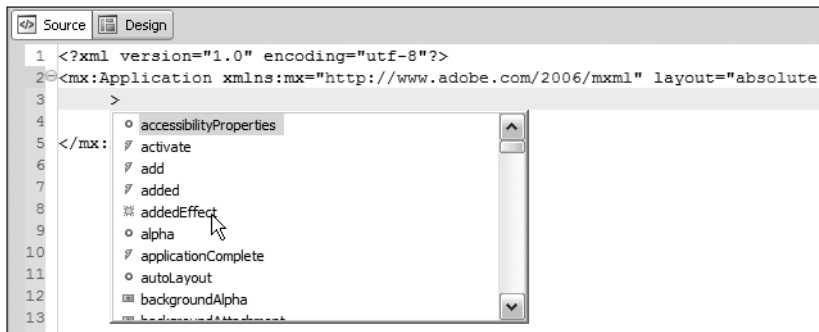 Source Design
1 <?xml version="1.0" encoding="utf-8"?>
2 <mx:Application xmlns:mx="http://www.adobe.com/2006/mxml" layout="absolute
3 >
4
5 </mx:
6
7
8
9
10
11
12
13
accessibilityProperties
activate
add
added
addedEffect
alpha
applicationComplete
autoLayout
backgroundAlpha
backgroundAttachment